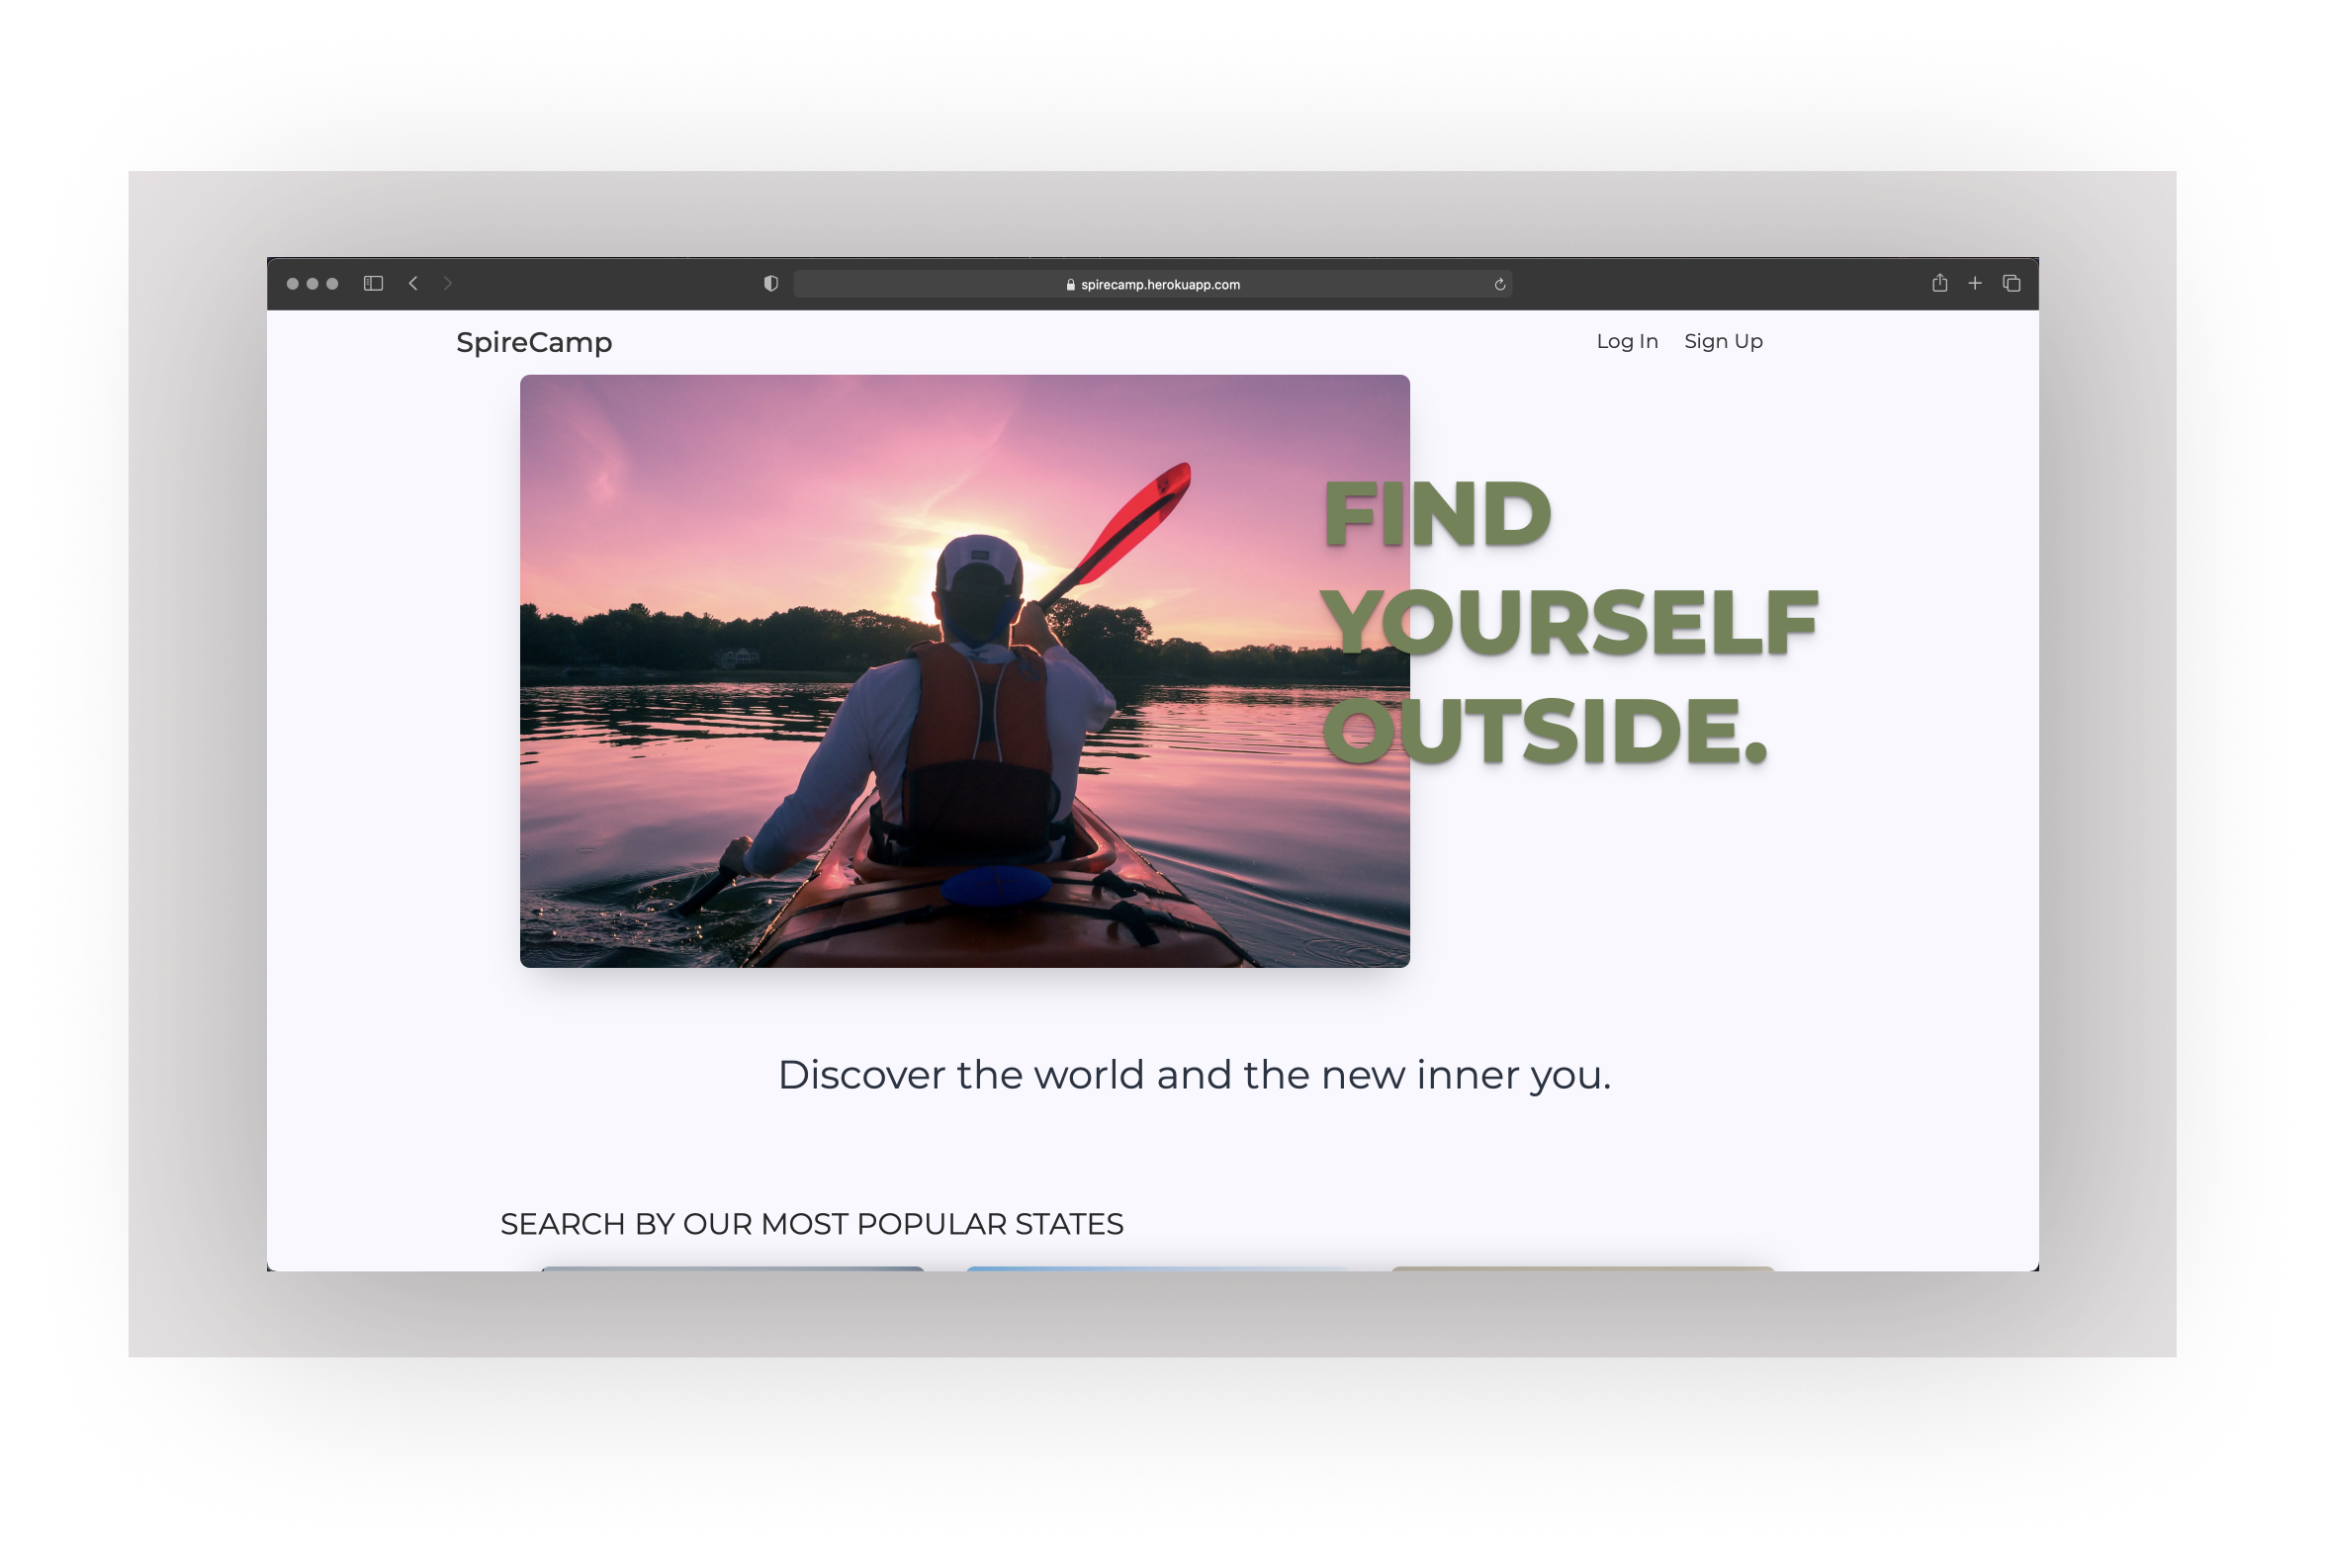 spirecamp.herokuapp.com
SpireCamp
Log In Sign Up
FIND
YOURSELF
OUTSIDE.
Discover the world and the new inner you.
SEARCH BY OUR MOST POPULAR STATES